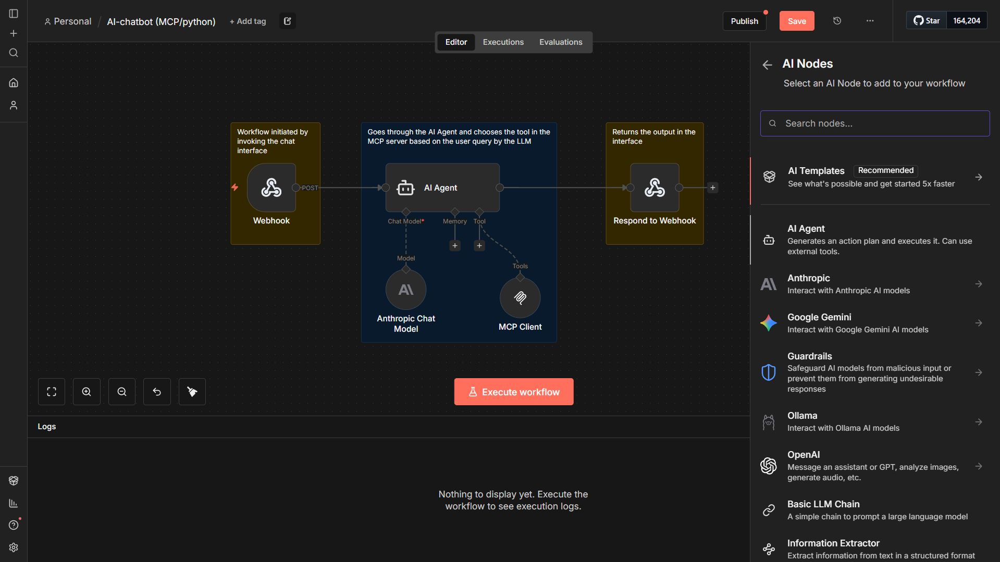 Personal / AI-chatbot (MCP/python) + Add tag
Publish
Save
Star 164,204
Editor Executions Evaluations
Workflow initiated by
invoking the chat
interface
POST
Webhook
Goes through the AI Agent and chooses the tool in the
MCP server based on the user query by the LLM
AI Agent
Chat Model*
Memory
Tool
Model
Tools
Anthropic Chat
Model
MCP Client
Returns the output in the
interface
Respond to Webhook
Execute workflow
Logs
Nothing to display yet. Execute the
workflow to see execution logs.
AI Nodes
Select an AI Node to add to your workflow
Search nodes...
AI Templates Recommended
See what's possible and get started 5x faster
AI Agent
Generates an action plan and executes it. Can use
external tools.
Anthropic
Interact with Anthropic AI models
Google Gemini
Interact with Google Gemini AI models
Guardrails
Safeguard AI models from malicious input or
prevent them from generating undesirable
responses
Ollama
Interact with Ollama AI models
OpenAI
Message an assistant or GPT, analyze images,
generate audio, etc.
Basic LLM Chain
A simple chain to prompt a large language model
Information Extractor
Extract information from text in a structured format